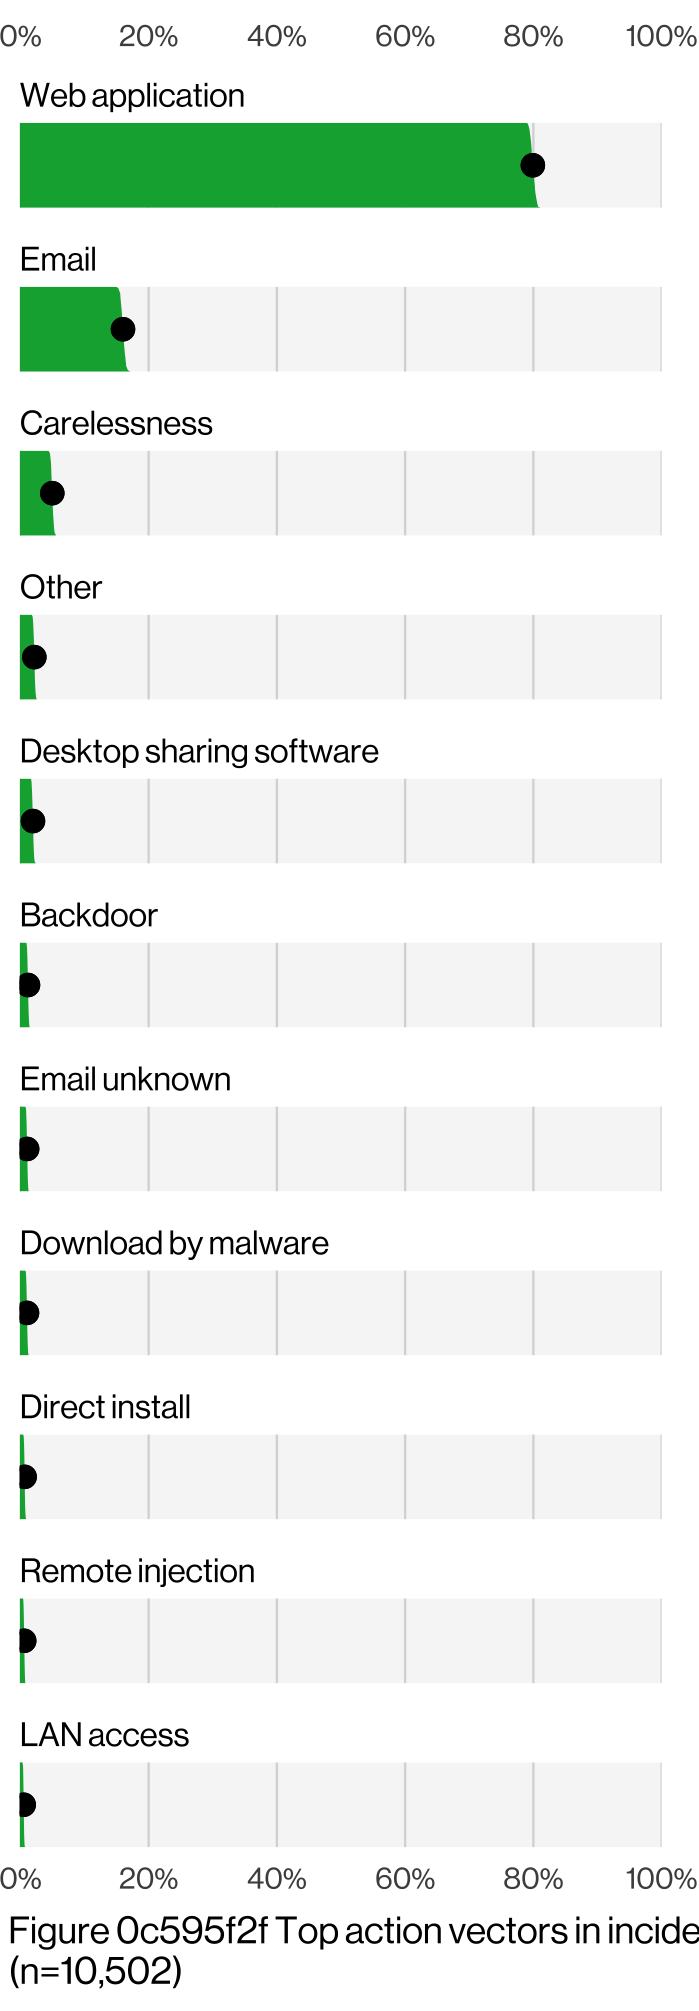 0% 20% 40% 60% 80% 100%
Web application
Email
Carelessness
Other
Desktop sharing software
Backdoor
Email unknown
Download by malware
Direct install
Remote injection
LAN access
0% 20% 40% 60% 80% 100%
Figure 0c595f2f Top action vectors in incide
(n=10,502)